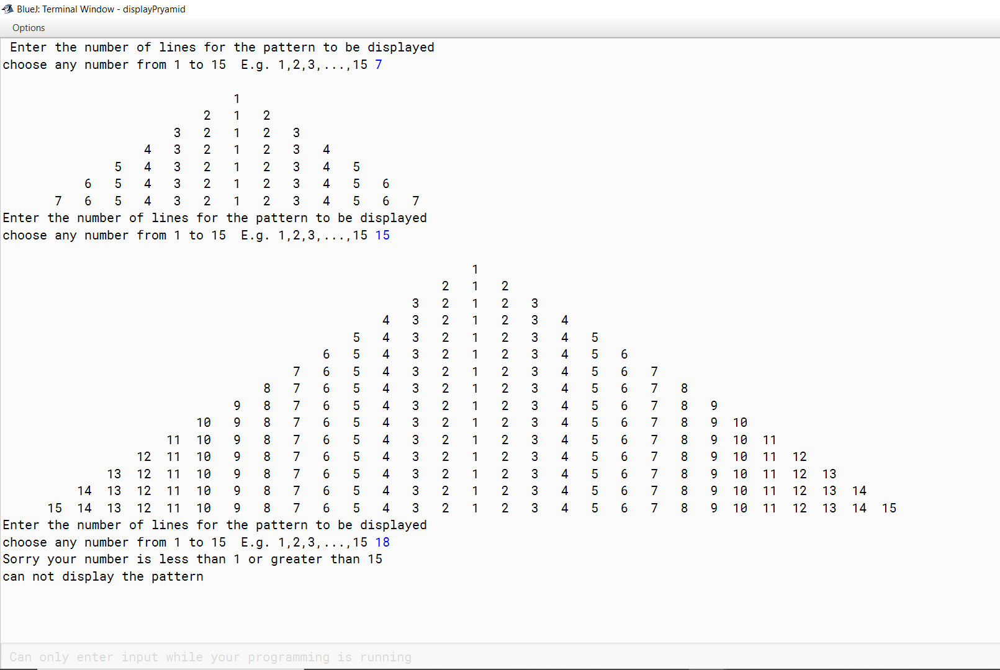 BlueJ: Terminal Window - displayPryamid
Options
Enter the number of lines for the pattern to be displayed
choose any number from 1 to 15  E.g. 1,2,3,...,15 7
1
2 1 2
3 2 1 2 3
4 3 2 1 2 3 4
5 4 3 2 1 2 3 4 5
6 5 4 3 2 1 2 3 4 5 6
7 6 5 4 3 2 1 2 3 4 5 6 7
Enter the number of lines for the pattern to be displayed
choose any number from 1 to 15  E.g. 1,2,3,...,15 15
1
2 1 2
3 2 1 2 3
4 3 2 1 2 3 4
5 4 3 2 1 2 3 4 5
6 5 4 3 2 1 2 3 4 5 6
7 6 5 4 3 2 1 2 3 4 5 6 7
8 7 6 5 4 3 2 1 2 3 4 5 6 7 8
9 8 7 6 5 4 3 2 1 2 3 4 5 6 7 8 9
10 9 8 7 6 5 4 3 2 1 2 3 4 5 6 7 8 9 10
11 10 9 8 7 6 5 4 3 2 1 2 3 4 5 6 7 8 9 10 11
12 11 10 9 8 7 6 5 4 3 2 1 2 3 4 5 6 7 8 9 10 11 12
13 12 11 10 9 8 7 6 5 4 3 2 1 2 3 4 5 6 7 8 9 10 11 12 13
14 13 12 11 10 9 8 7 6 5 4 3 2 1 2 3 4 5 6 7 8 9 10 11 12 13 14
15 14 13 12 11 10 9 8 7 6 5 4 3 2 1 2 3 4 5 6 7 8 9 10 11 12 13 14 15
Enter the number of lines for the pattern to be displayed
choose any number from 1 to 15  E.g. 1,2,3,...,15 18
Sorry your number is less than 1 or greater than 15
can not display the pattern
Can only enter input while your programming is running